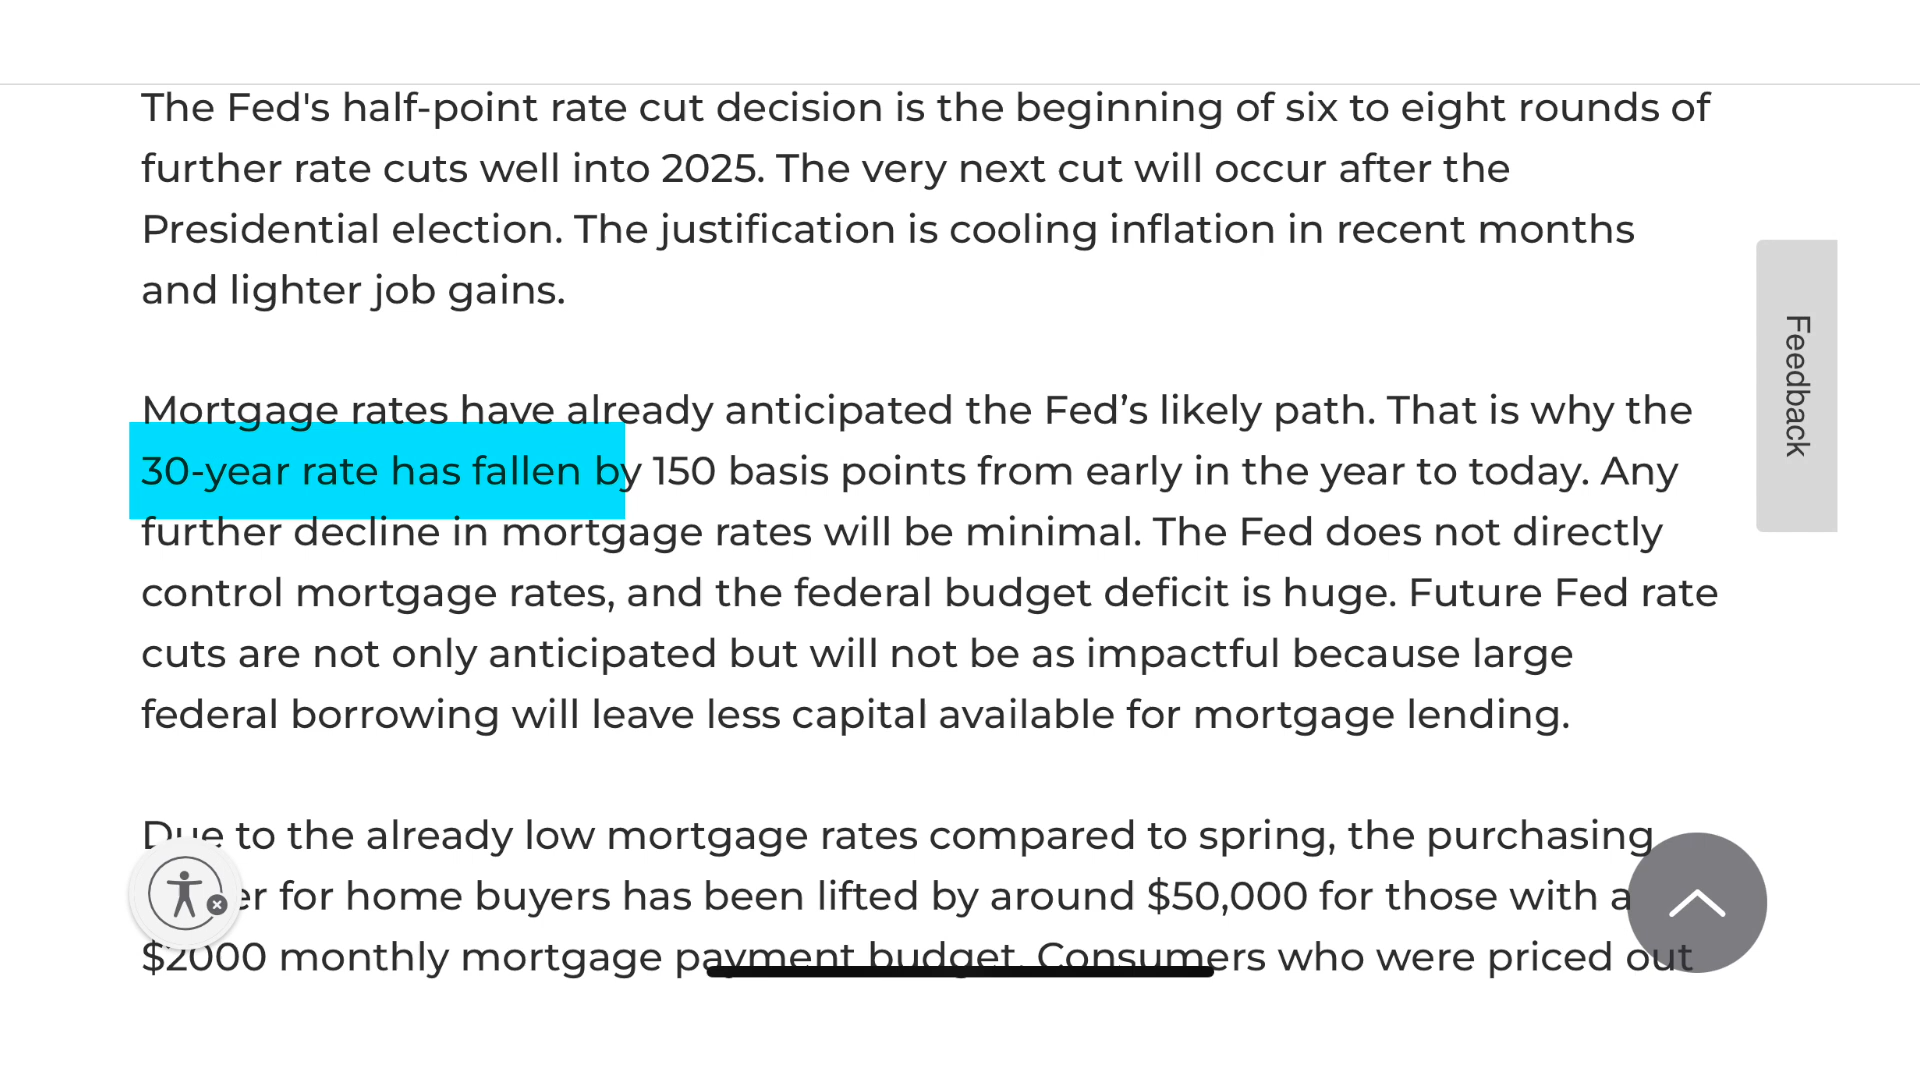 The Fed's half-point rate cut decision is the beginning of six to eight rounds of
further rate cuts well into 2025. The very next cut will occur after the
Presidential election. The justification is cooling inflation in recent months
and lighter job gains.
Mortgage rates have already anticipated the Fed’s likely path. That is why the
30-year rate has fallen by 150 basis points from early in the year to today. Any
further decline in mortgage rates will be minimal. The Fed does not directly
control mortgage rates, and the federal budget deficit is huge. Future Fed rate
cuts are not only anticipated but will not be as impactful because large
federal borrowing will leave less capital available for mortgage lending.
Due to the already low mortgage rates compared to spring, the purchasing
er for home buyers has been lifted by around $50,000 for those with a
$2000 monthly mortgage payment budget. Consumers who were priced out
Feedback